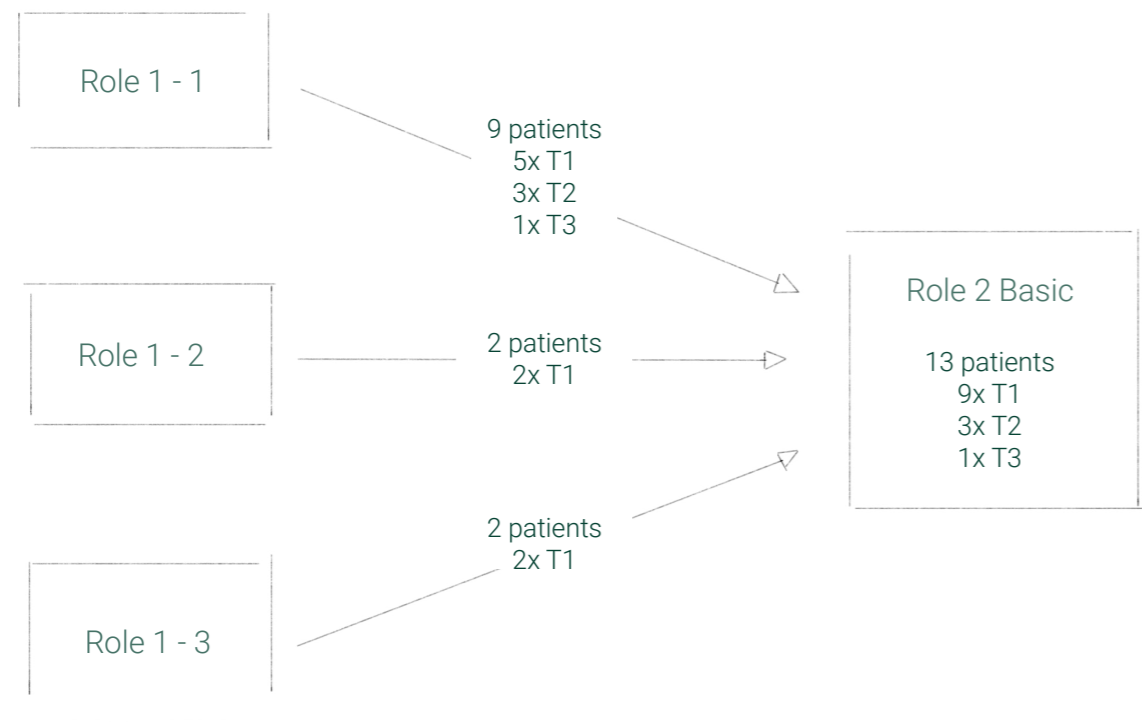 Role 1 - 1
9 patients
5x T1
3x T2
1x T3
Role 1 - 2
2 patients
2x T1
Role 1 - 3
2 patients
2x T1
Role 2 Basic
13 patients
9x T1
3x T2
1x T3